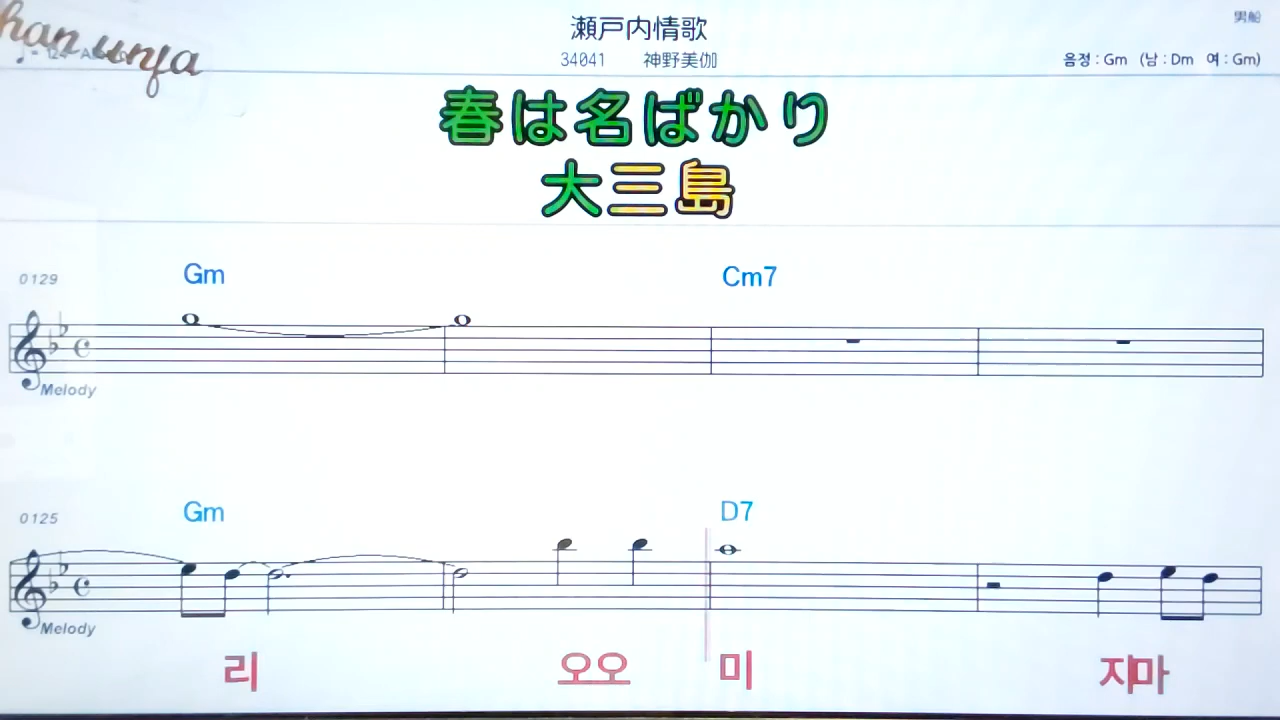 han unja
瀬戸内情歌
男船
34041 神野美伽
음정 : Gm (남 : Dm 여 : Gm)
春は名ばかり
大三島
0129 Gm Cm7
Melody
0125 Gm D7
Melody
리 오오 미 지마